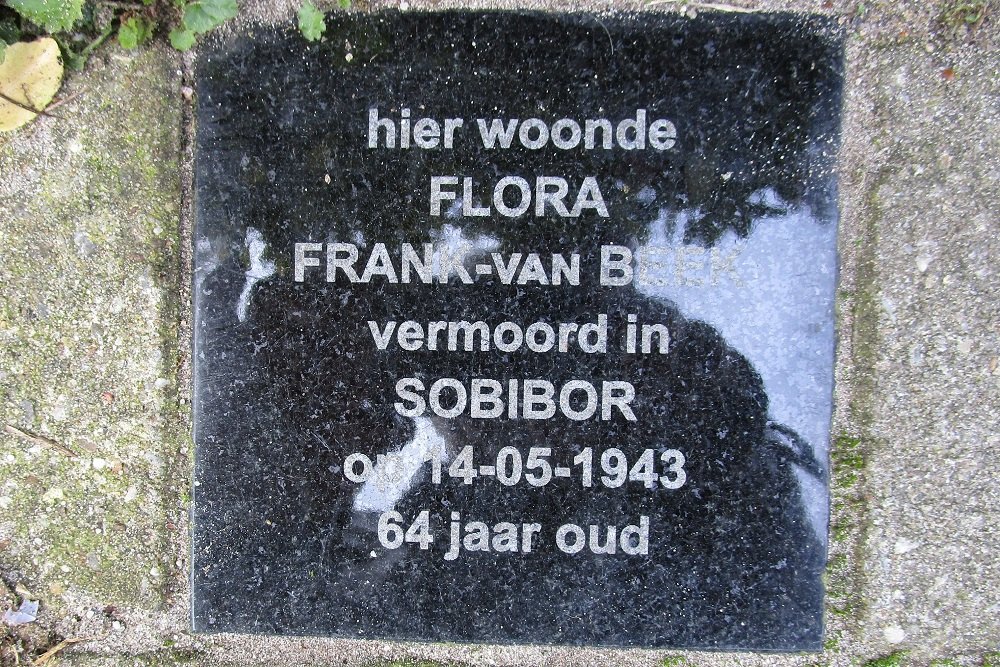 hier woonde
FLORA
FRANK-VAN BEEK
vermoord in
SOBIBOR
op 14-05-1943
64 jaar oud